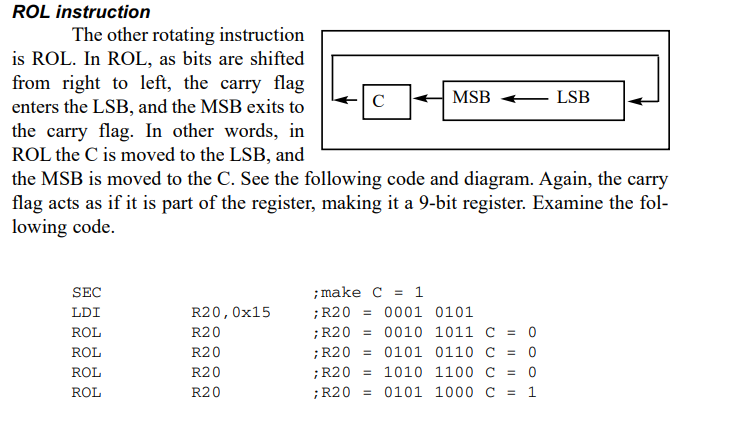 ROL instruction
The other rotating instruction
is ROL. In ROL, as bits are shifted
from right to left, the carry flag
enters the LSB, and the MSB exits to
the carry flag. In other words, in
ROL the C is moved to the LSB, and
C MSB LSB
the MSB is moved to the C. See the following code and diagram. Again, the carry
flag acts as if it is part of the register, making it a 9-bit register. Examine the fol-
lowing code.
SEC ;make C = 1
LDI R20,0x15 ;R20 = 0001 0101
ROL R20 ;R20 = 0010 1011 C = 0
ROL R20 ;R20 = 0101 0110 C = 0
ROL R20 ;R20 = 1010 1100 C = 0
ROL R20 ;R20 = 0101 1000 C = 1